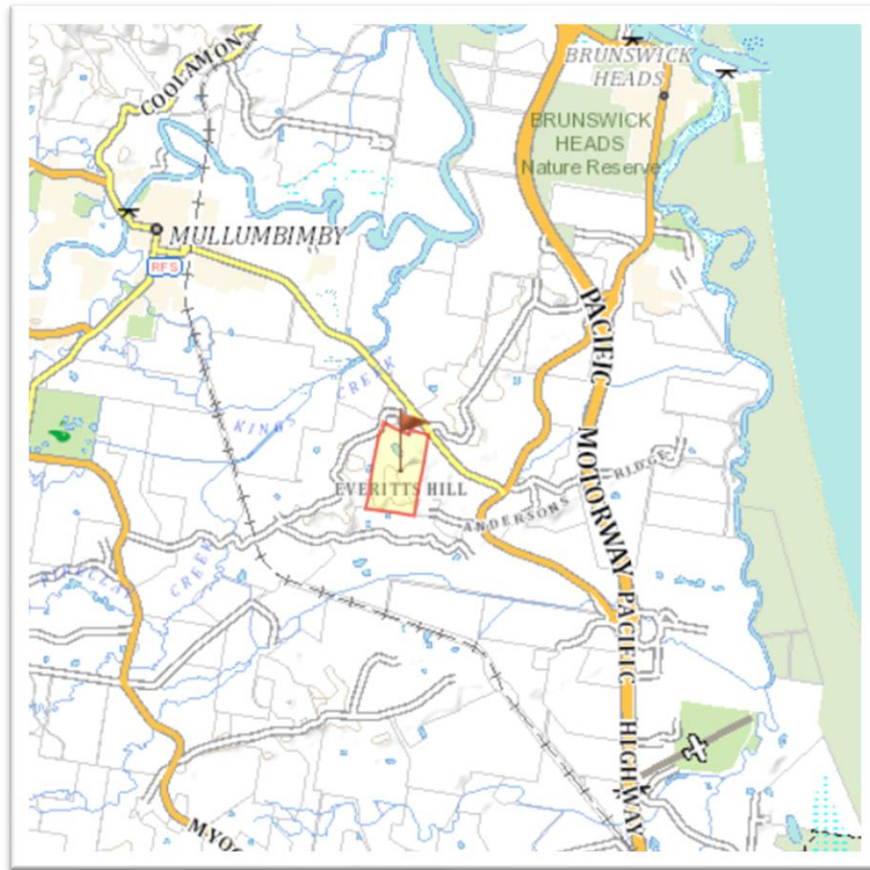 COOLAMON
BRUNSWICK
HEADS
BRUNSWICK
HEADS
Nature Reserve
MULLUMBIMBY
RFS
PACIFIC
MOTORWAY
KINGS CREEK
EVERITTS HILL
ANDERSONS RIDGE
CREEK
PACIFIC
HIGHWAY